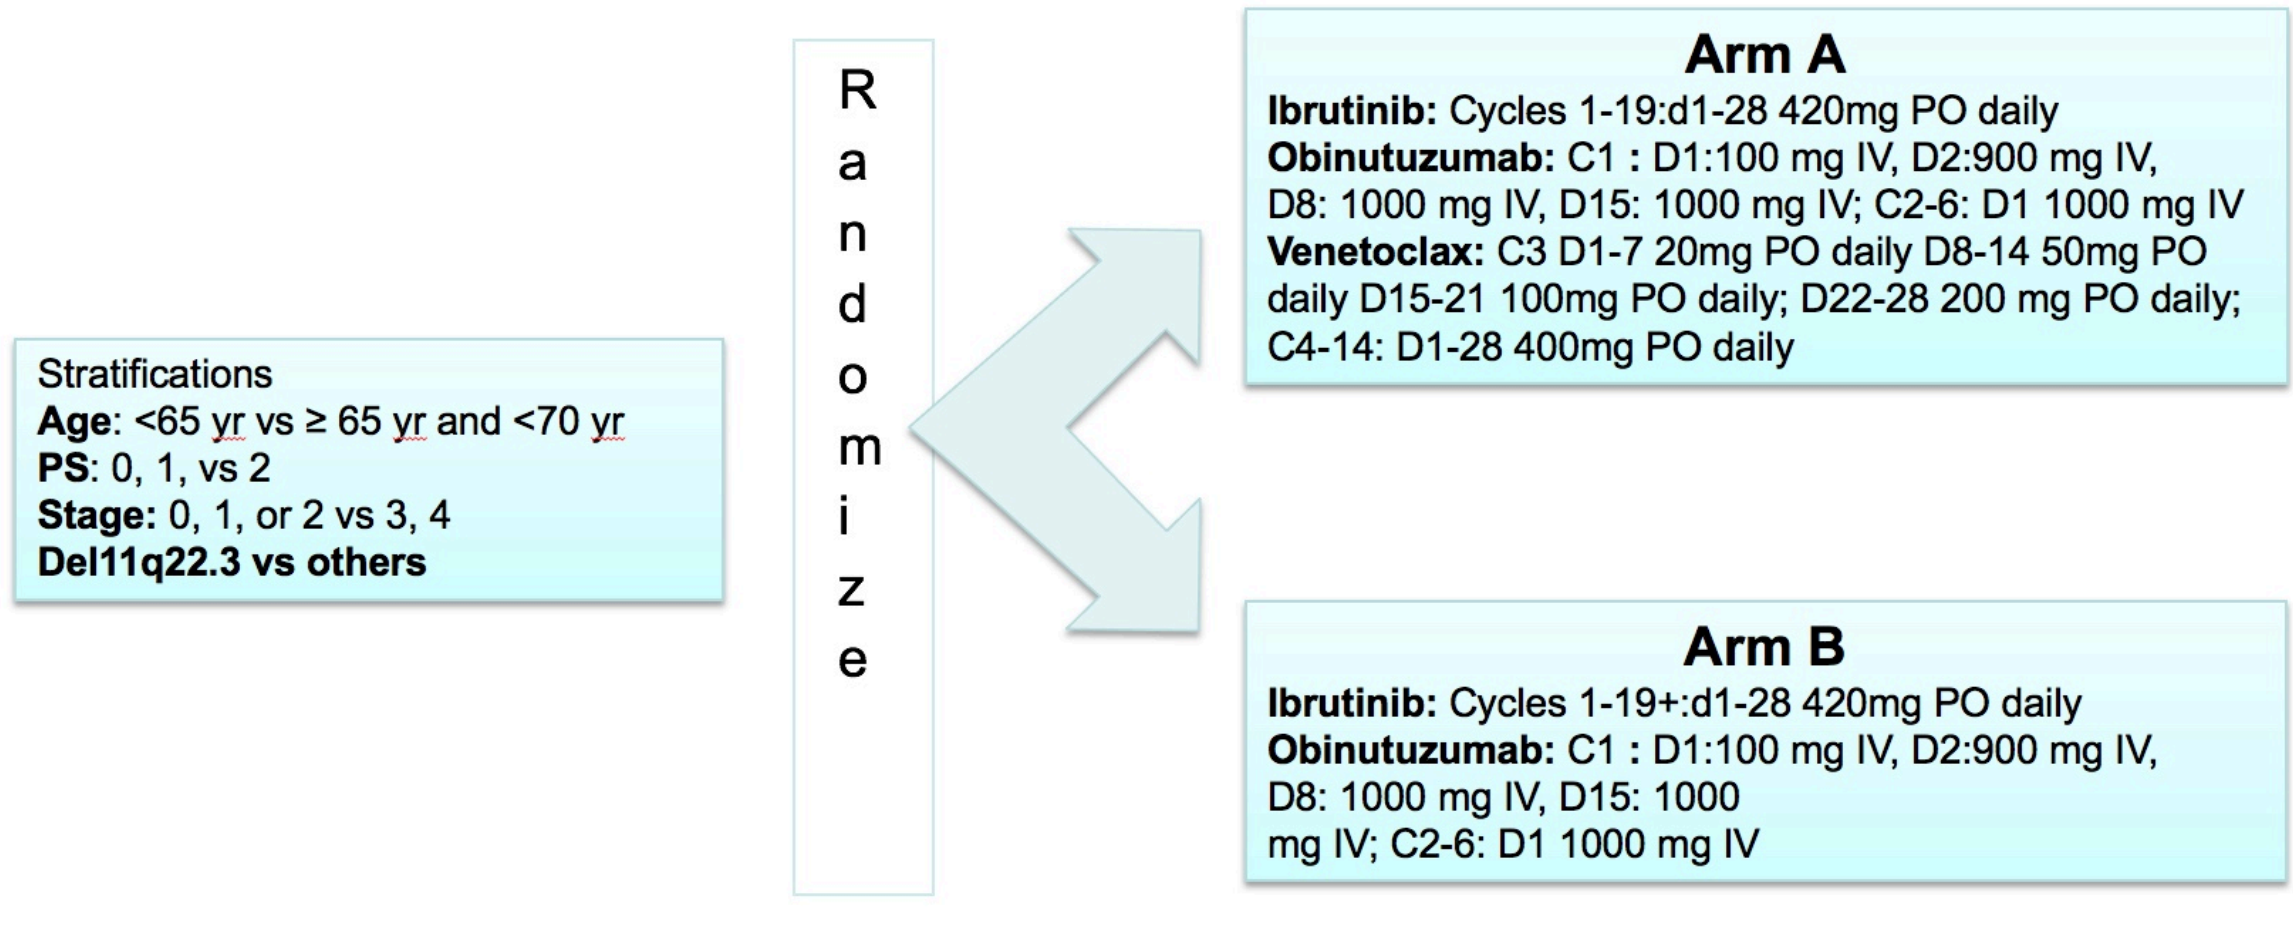 Stratifications
Age: <65 yr vs ≥ 65 yr and <70 yr
PS: 0, 1, vs 2
Stage: 0, 1, or 2 vs 3, 4
Del11q22.3 vs others
R
a
n
d
o
m
i
z
e
Arm A
Ibrutinib: Cycles 1-19:d1-28 420mg PO daily
Obinutuzumab: C1 : D1:100 mg IV, D2:900 mg IV,
D8: 1000 mg IV, D15: 1000 mg IV; C2-6: D1 1000 mg IV
Venetoclax: C3 D1-7 20mg PO daily D8-14 50mg PO
daily D15-21 100mg PO daily; D22-28 200 mg PO daily;
C4-14: D1-28 400mg PO daily
Arm B
Ibrutinib: Cycles 1-19+:d1-28 420mg PO daily
Obinutuzumab: C1 : D1:100 mg IV, D2:900 mg IV,
D8: 1000 mg IV, D15: 1000
mg IV; C2-6: D1 1000 mg IV